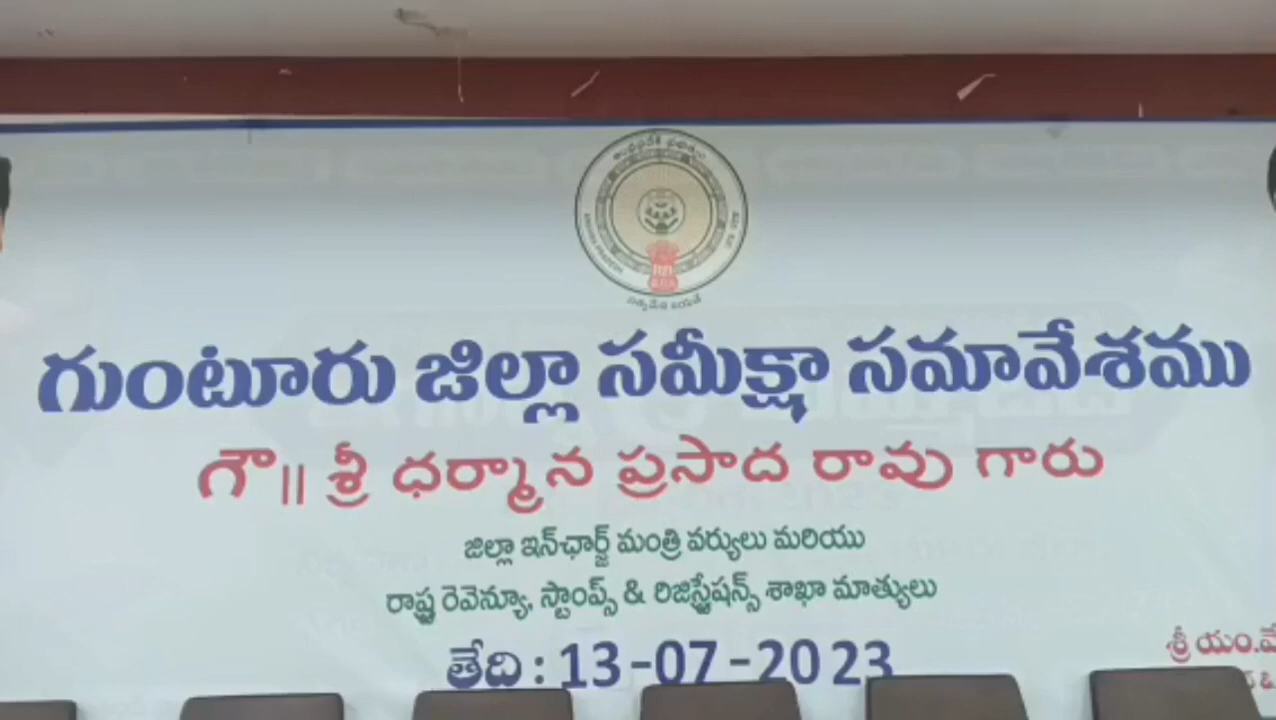 గుంటూరు జిల్లా సమీక్షా సమావేశము
గౌ|| శ్రీ ధర్మాన ప్రసాద రావు గారు
జిల్లా ఇన్‌ఛార్జ్ మంత్రి వర్యులు మరియు
రాష్ట్ర రెవెన్యూ, స్టాంప్స్ & రిజిస్ట్రేషన్స్ శాఖా మాత్యులు
తేది : 13-07-2023
శ్రీ యం.